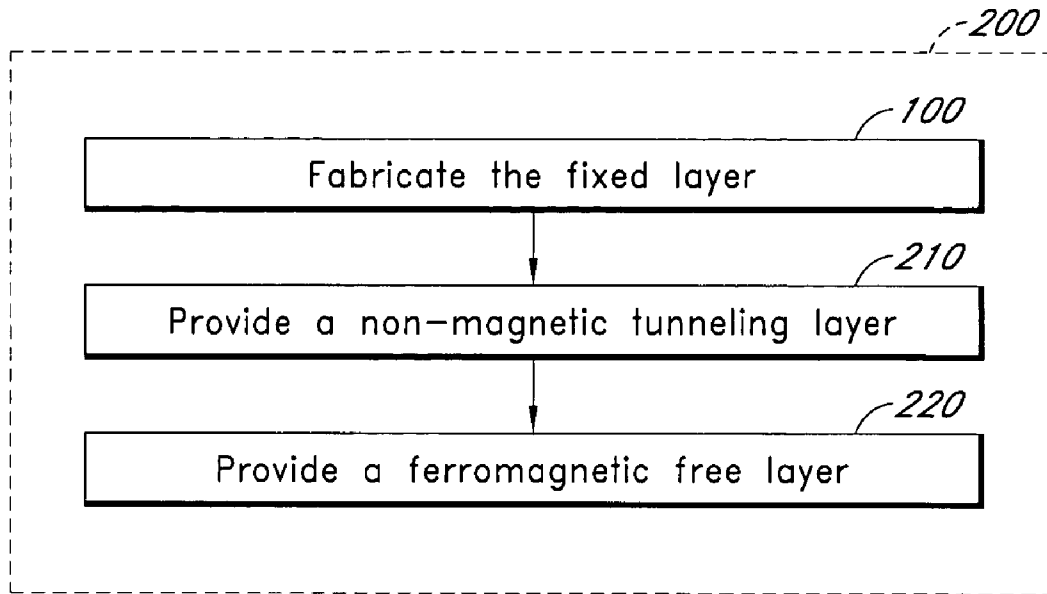 200
100
Fabricate the fixed layer
210
Provide a non-magnetic tunneling layer
220
Provide a ferromagnetic free layer